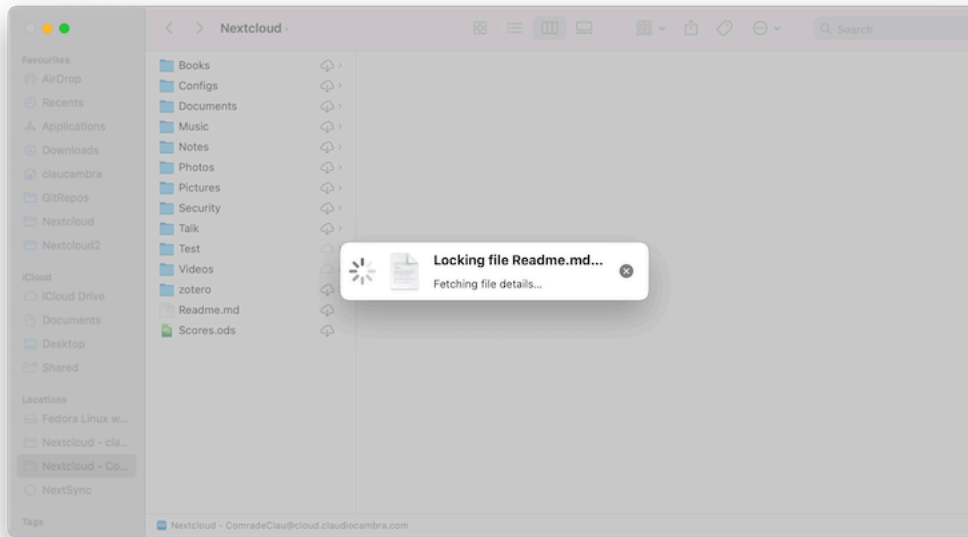 Nextcloud
Search
Favourites
AirDrop
Recents
Applications
Downloads
claucambra
GitRepos
Nextcloud
Nextcloud2
iCloud
iCloud Drive
Documents
Desktop
Shared
Locations
Fedora Linux w...
Nextcloud - cla...
Nextcloud - Co...
NextSync
Tags
Books
Configs
Documents
Music
Notes
Photos
Pictures
Security
Talk
Test
Videos
zotero
Readme.md
Scores.ods
Locking file Readme.md...
Fetching file details...
Nextcloud - ComradeClau@cloud.claudiocambra.com